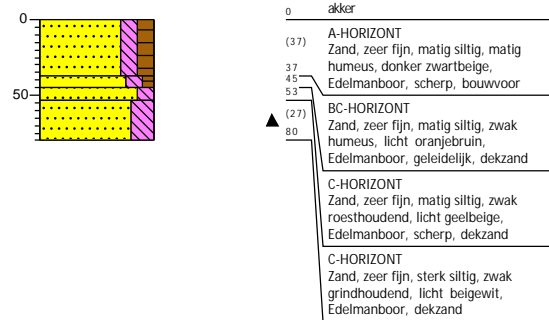 0
50
0 akker
(37)
37
45
53
(27)
80
A-HORIZONT
Zand, zeer fijn, matig siltig, matig
humeus, donker zwartbeige,
Edelmanboor, scherp, bouwvoor
BC-HORIZONT
Zand, zeer fijn, matig siltig, zwak
humeus, licht oranjebruin,
Edelmanboor, geleidelijk, dekzand
C-HORIZONT
Zand, zeer fijn, matig siltig, zwak
roesthoudend, licht geelbeige,
Edelmanboor, scherp, dekzand
C-HORIZONT
Zand, zeer fijn, sterk siltig, zwak
grindhoudend, licht beigewit,
Edelmanboor, dekzand